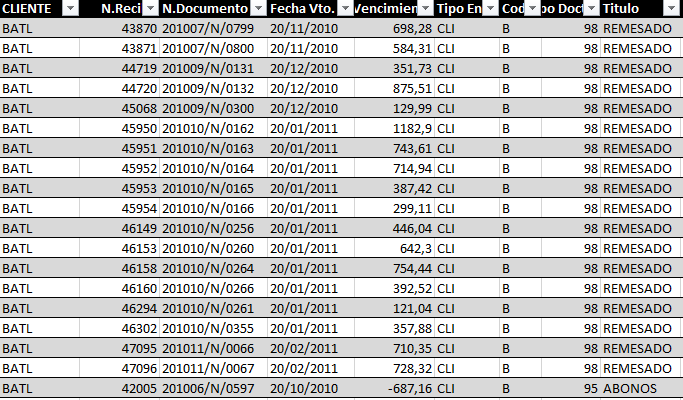 CLIENTE N.Reci N.Documento Fecha Vto. Vencimien Tipo En Cod Doct Titulo
BATL 43870 201007/N/0799 20/11/2010 698,28 CLI B 98 REMESADO
BATL 43871 201007/N/0800 20/11/2010 584,31 CLI B 98 REMESADO
BATL 44719 201009/N/0131 20/12/2010 351,73 CLI B 98 REMESADO
BATL 44720 201009/N/0132 20/12/2010 875,51 CLI B 98 REMESADO
BATL 45068 201009/N/0300 20/12/2010 129,99 CLI B 98 REMESADO
BATL 45950 201010/N/0162 20/01/2011 1182,9 CLI B 98 REMESADO
BATL 45951 201010/N/0163 20/01/2011 743,61 CLI B 98 REMESADO
BATL 45952 201010/N/0164 20/01/2011 714,94 CLI B 98 REMESADO
BATL 45953 201010/N/0165 20/01/2011 387,42 CLI B 98 REMESADO
BATL 45954 201010/N/0166 20/01/2011 299,11 CLI B 98 REMESADO
BATL 46149 201010/N/0256 20/01/2011 446,04 CLI B 98 REMESADO
BATL 46153 201010/N/0260 20/01/2011 642,3 CLI B 98 REMESADO
BATL 46158 201010/N/0264 20/01/2011 754,44 CLI B 98 REMESADO
BATL 46160 201010/N/0266 20/01/2011 392,52 CLI B 98 REMESADO
BATL 46294 201010/N/0261 20/01/2011 121,04 CLI B 98 REMESADO
BATL 46302 201010/N/0355 20/01/2011 357,88 CLI B 98 REMESADO
BATL 47095 201011/N/0066 20/02/2011 710,35 CLI B 98 REMESADO
BATL 47096 201011/N/0067 20/02/2011 728,32 CLI B 98 REMESADO
BATL 42005 201006/N/0597 20/10/2010 -687,16 CLI B 95 ABONOS